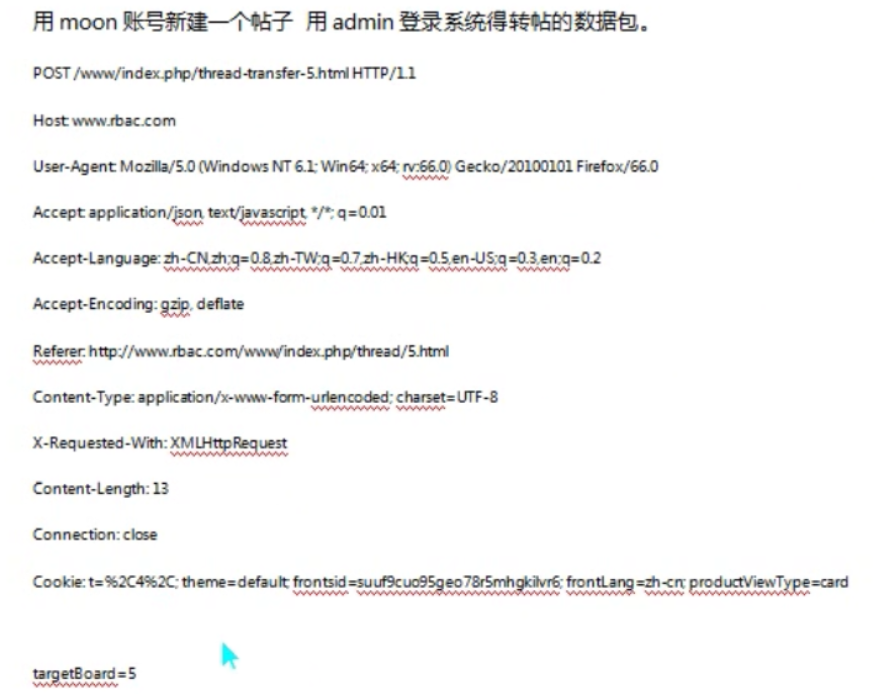 用 moon 账号新建一个帖子 用 admin 登录系统得转帖的数据包。
POST /www/index.php/thread-transfer-5.html HTTP/1.1
Host: www.rbac.com
User-Agent: Mozilla/5.0 (Windows NT 6.1; Win64; x64; rv:66.0) Gecko/20100101 Firefox/66.0
Accept: application/json, text/javascript, */*; q=0.01
Accept-Language: zh-CN,zh;q=0.8,zh-TW;q=0.7,zh-HK;q=0.5,en-US;q=0.3,en;q=0.2
Accept-Encoding: gzip, deflate
Referer: http://www.rbac.com/www/index.php/thread/5.html
Content-Type: application/x-www-form-urlencoded; charset=UTF-8
X-Requested-With: XMLHttpRequest
Content-Length: 13
Connection: close
Cookie: t=%2C4%2C; theme=default; frontsid=suuf9cuo95geo78r5mhgkilvr6; frontLang=zh-cn; productViewType=card
targetBoard=5